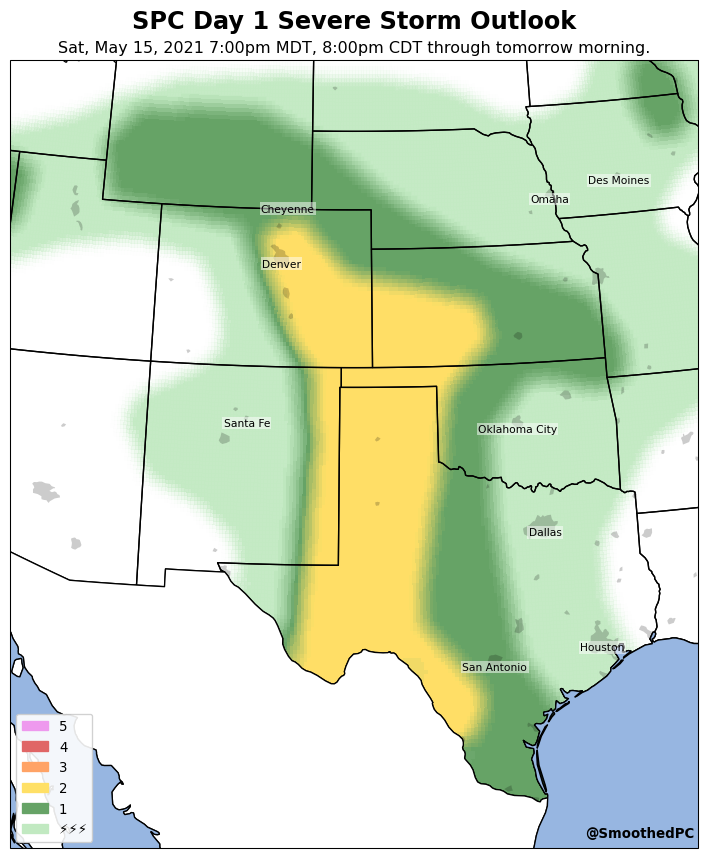 SPC Day 1 Severe Storm Outlook
Sat, May 15, 2021 7:00pm MDT, 8:00pm CDT through tomorrow morning.
Des Moines
Omaha
Cheyenne
Denver
Santa Fe
Oklahoma City
Dallas
Houston
San Antonio
5
4
3
2
1
⚡⚡⚡
@SmoothedPC